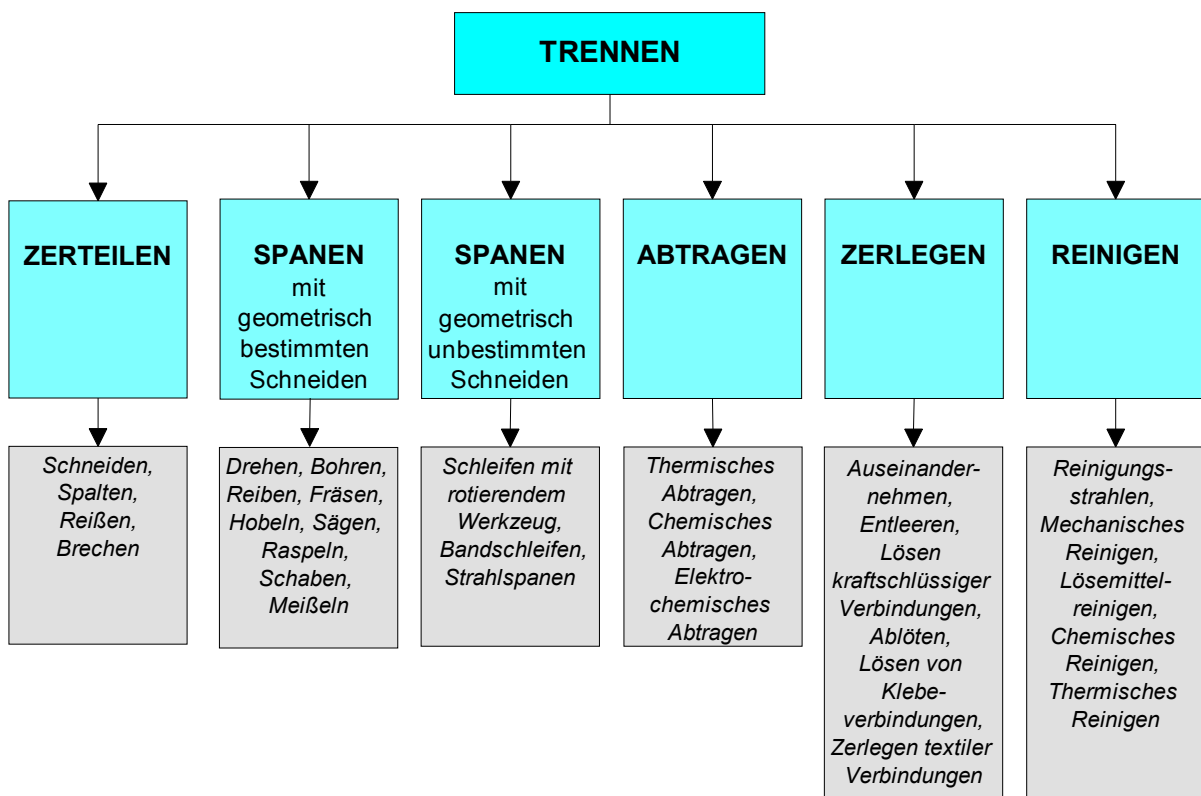 TRENNEN
ZERTEILEN
SPANEN
mit
geometrisch
bestimmten
Schneiden
SPANEN
mit
geometrisch
unbestimmten
Schneiden
ABTRAGEN
ZERLEGEN
REINIGEN
Schneiden,
Spalten,
Reißen,
Brechen
Drehen, Bohren,
Reiben, Fräsen,
Hobeln, Sägen,
Raspeln,
Schaben,
Meißeln
Schleifen mit
rotierendem
Werkzeug,
Bandschleifen,
Strahlspanen
Thermisches
Abtragen,
Chemisches
Abtragen,
Elektro-
chemisches
Abtragen
Auseinander-
nehmen,
Entleeren,
Lösen
kraftschlüssiger
Verbindungen,
Ablöten,
Lösen von
Klebe-
verbindungen,
Zerlegen textiler
Verbindungen
Reinigungs-
strahlen,
Mechanisches
Reinigen,
Lösemittel-
reinigen,
Chemisches
Reinigen,
Thermisches
Reinigen